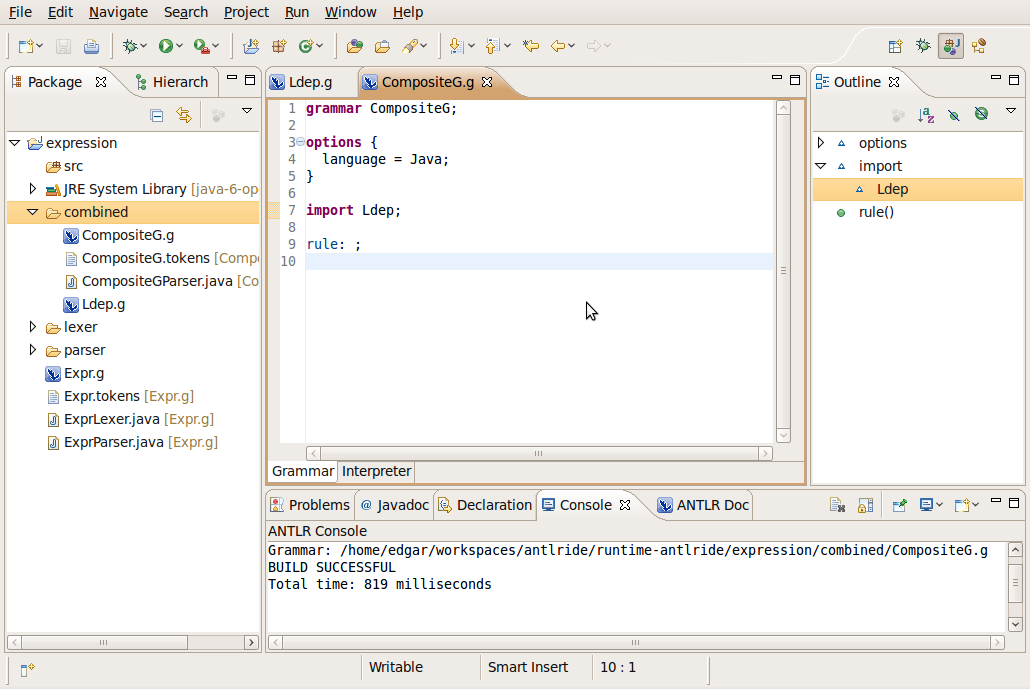 File Edit Navigate Search Project Run Window Help
Package Hierarch
expression
src
JRE System Library [java-6-op
combined
CompositeG.g
CompositeG.tokens [Compo
CompositeGParser.java [Co
Ldep.g
lexer
parser
Expr.g
Expr.tokens [Expr.g]
ExprLexer.java [Expr.g]
ExprParser.java [Expr.g]
Ldep.g CompositeG.g
1 grammar CompositeG;
2
3 options {
4 language = Java;
5 }
6
7 import Ldep;
8
9 rule: ;
10
Grammar Interpreter
Outline
options
import
Ldep
rule()
Problems @ Javadoc Declaration Console ANTLR Doc
ANTLR Console
Grammar: /home/edgar/workspaces/antlride/runtime-antlride/expression/combined/CompositeG.g
BUILD SUCCESSFUL
Total time: 819 milliseconds
Writable Smart Insert 10 : 1